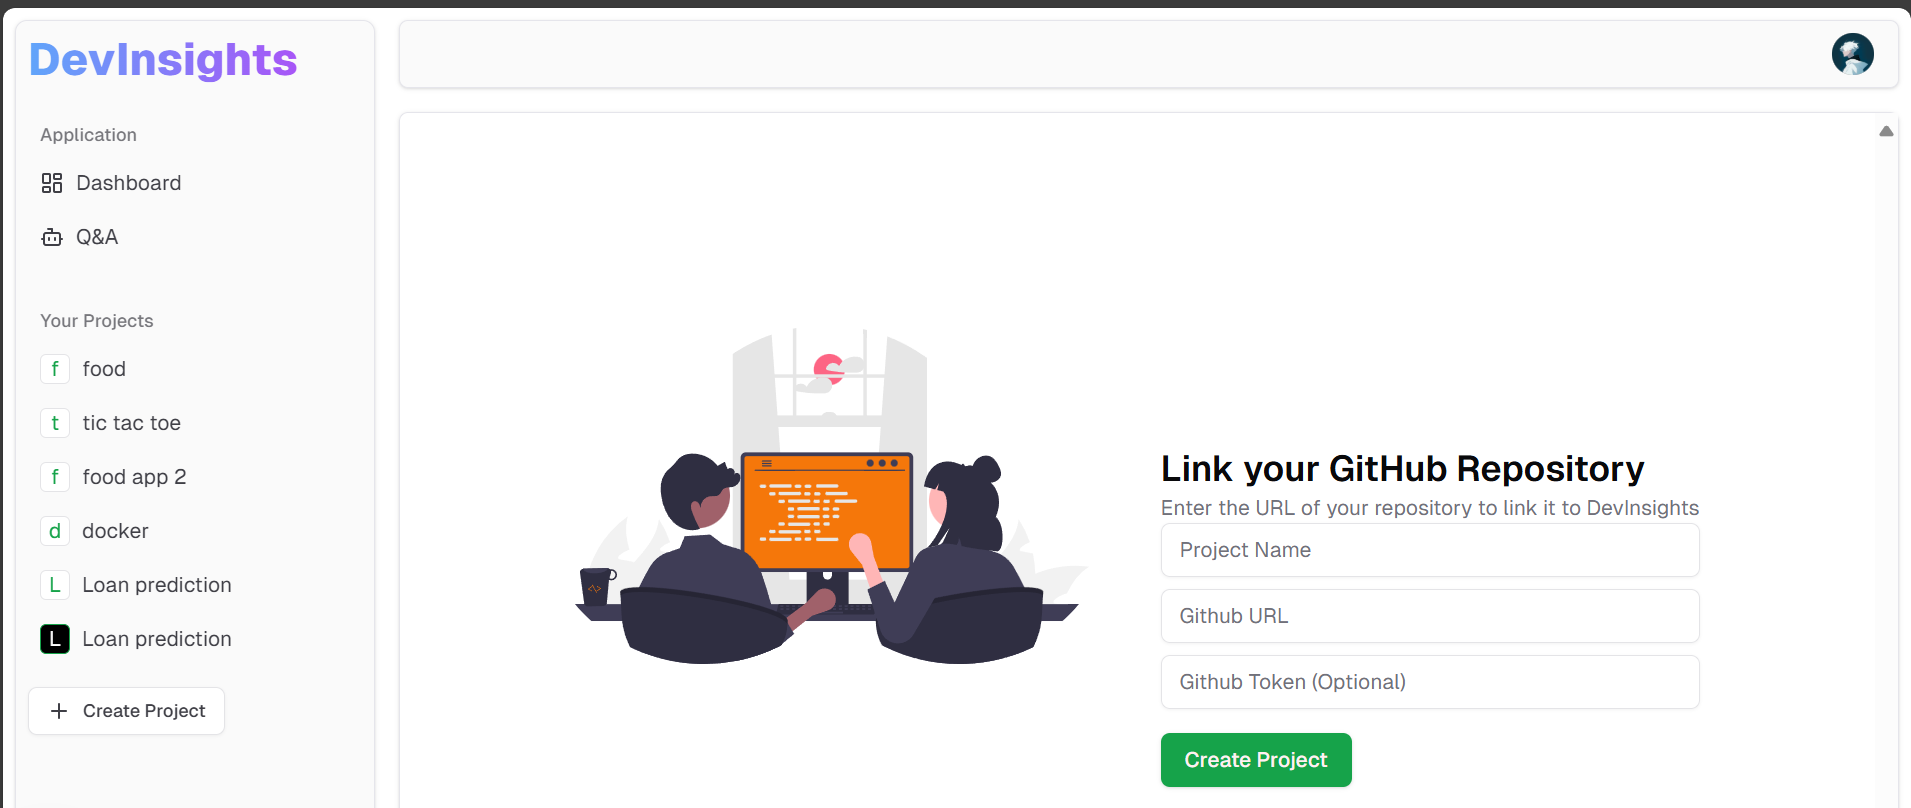 DevInsights
Application
Dashboard
Q&A
Your Projects
f food
t tic tac toe
f food app 2
d docker
L Loan prediction
L Loan prediction
+ Create Project
Link your GitHub Repository
Enter the URL of your repository to link it to DevInsights
Project Name
Github URL
Github Token (Optional)
Create Project